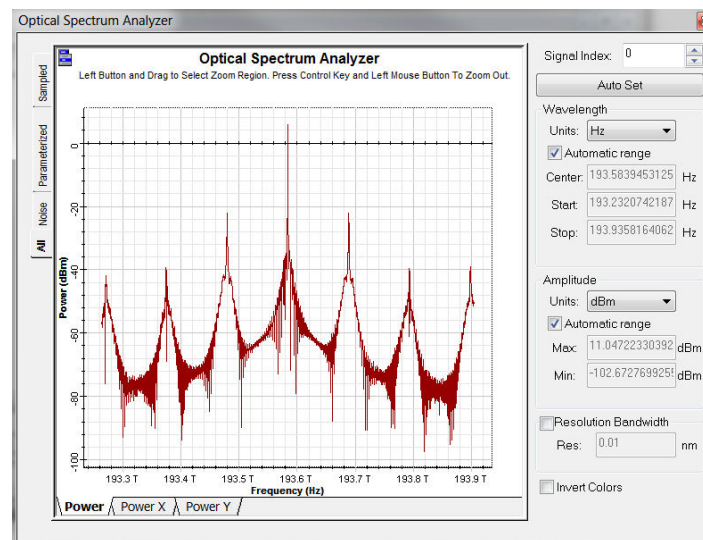 Optical Spectrum Analyzer
Sampled
Parameterized
Noise
All
Optical Spectrum Analyzer
Left Button and Drag to Select Zoom Region. Press Control Key and Left Mouse Button To Zoom Out.
Power (dBm)
0
-20
-40
-60
-80
-100
193.3 T 193.4 T 193.5 T 193.6 T 193.7 T 193.8 T 193.9 T
Frequency (Hz)
Power Power X Power Y
Signal Index: 0
Auto Set
Wavelength
Units: Hz
Automatic range
Center: 193.5839453125 Hz
Start: 193.2320742187 Hz
Stop: 193.9358164062 Hz
Amplitude
Units: dBm
Automatic range
Max: 11.04722330392 dBm
Min: -102.672769925 dBm
Resolution Bandwidth
Res: 0.01 nm
Invert Colors